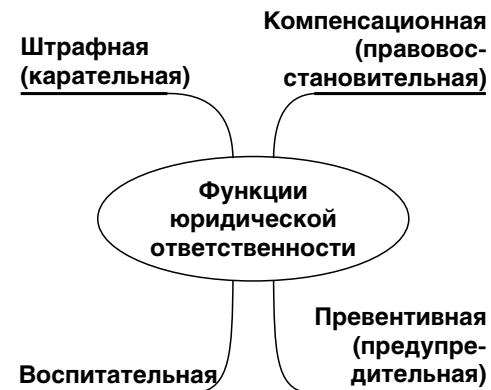 Штрафная
(карательная)
Компенсационная
(правовос-
становительная)
Функции
юридической
ответственности
Воспитательная
Превентивная
(предупре-
дительная)